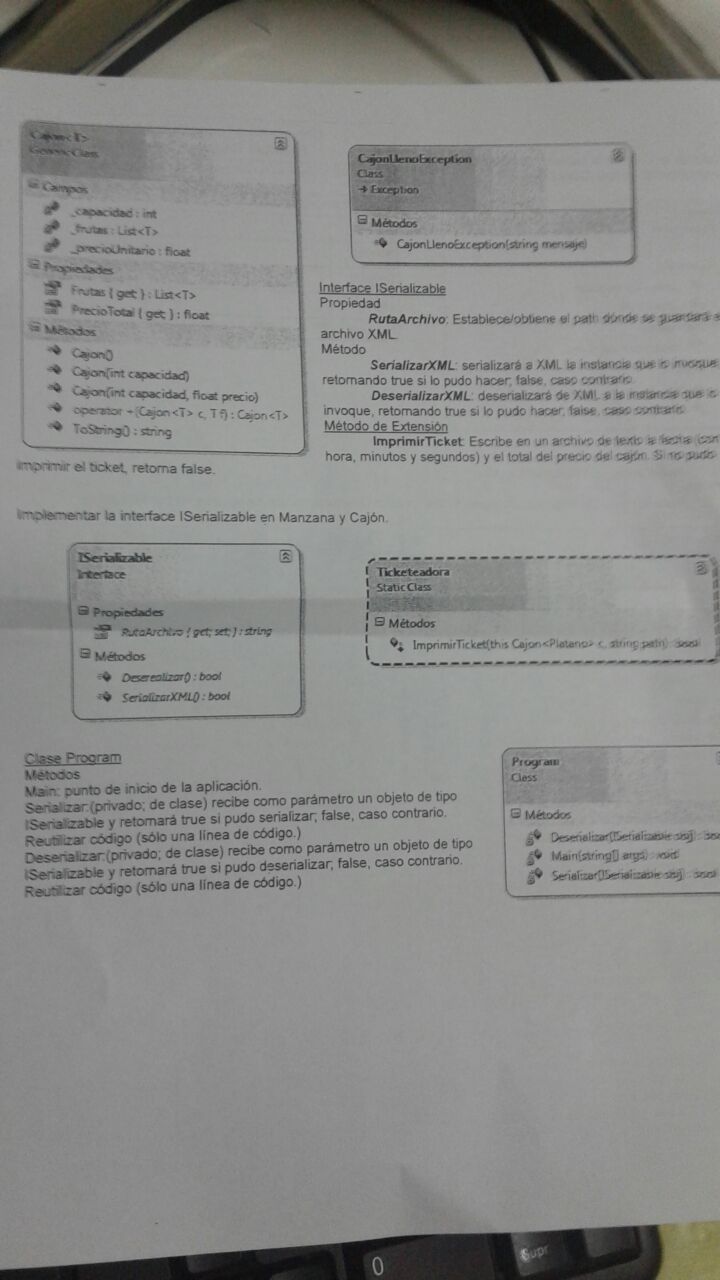 Cajon<T>
Generic Class
Campos
_capacidad : int
_frutas : List<T>
_precioUnitario : float
Propiedades
Frutas { get; } : List<T>
PrecioTotal { get; } : float
Métodos
Cajon()
Cajon(int capacidad)
Cajon(int capacidad, float precio)
operator +(Cajon<T> c, T f) : Cajon<T>
ToString() : string
CajonLlenoException
Class
→ Exception
Métodos
CajonLlenoException(string mensaje)
Interface ISerializable
Propiedad
RutaArchivo: Establece/obtiene el path donde se guardará
archivo XML.
Método
SerializarXML: serializará a XML la instancia que lo invoque
retornando true si lo pudo hacer; false, caso contrario.
DeserializarXML: deserializará de XML a la instancia que lo
invoque, retornando true si lo pudo hacer; false, caso contrario.
Método de Extensión
ImprimirTicket: Escribe en un archivo de texto la fecha (con
hora, minutos y segundos) y el total del precio del cajón. Si no pudo
imprimir el ticket, retorna false.
Implementar la interface ISerializable en Manzana y Cajón.
ISerializable
Interface
Propiedades
RutaArchivo { get; set; } : string
Métodos
Deserealizar() : bool
SerializarXML() : bool
Ticketeadora
Static Class
Métodos
ImprimirTicket(this Cajon<Platano> c, string path) : bool
Clase Program
Métodos
Main: punto de inicio de la aplicación.
Serializar:(privado; de clase) recibe como parámetro un objeto de tipo
ISerializable y retornará true si pudo serializar; false, caso contrario.
Reutilizar código (sólo una línea de código.)
Deserializar:(privado; de clase) recibe como parámetro un objeto de tipo
ISerializable y retornará true si pudo deserializar; false, caso contrario.
Reutilizar código (sólo una línea de código.)
Program
Class
Métodos
Deserializar(ISerializable obj) :
Main(string[] args) : void
Serializar(ISerializable obj) : bool
0
Supr